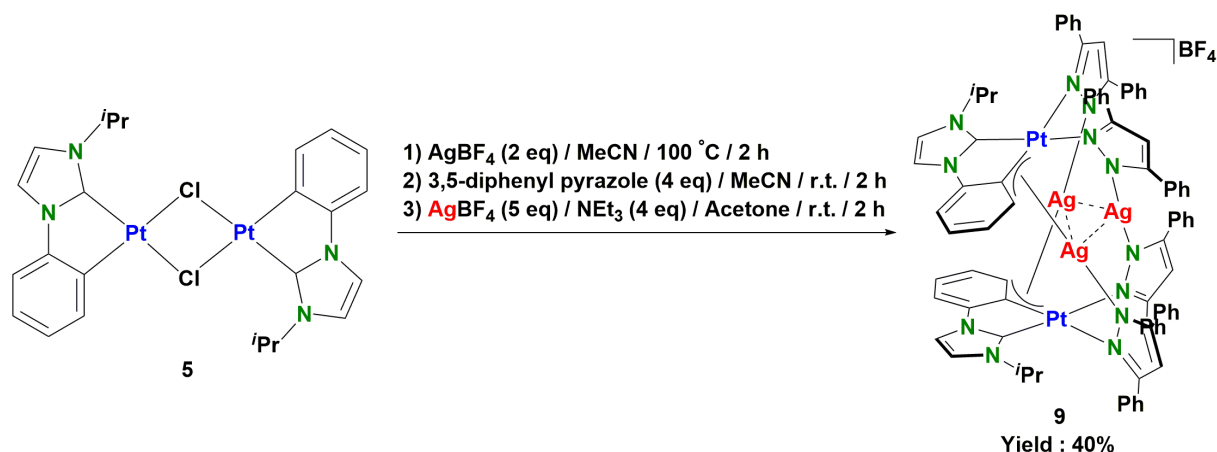 iPr
N
N
Pt
Cl
Cl
Pt
N
N
iPr
5
1) AgBF4 (2 eq) / MeCN / 100 °C / 2 h
2) 3,5-diphenyl pyrazole (4 eq) / MeCN / r.t. / 2 h
3) AgBF4 (5 eq) / NEt3 (4 eq) / Acetone / r.t. / 2 h
Ph
BF4
iPr
N
Ph
Ph
N
N
Pt
N
N
N
Ph
Ag
Ag
Ph
Ag
N
N
Ph
N
N
Pt
N
Ph
N
N
iPr
Ph
9
Yield : 40%